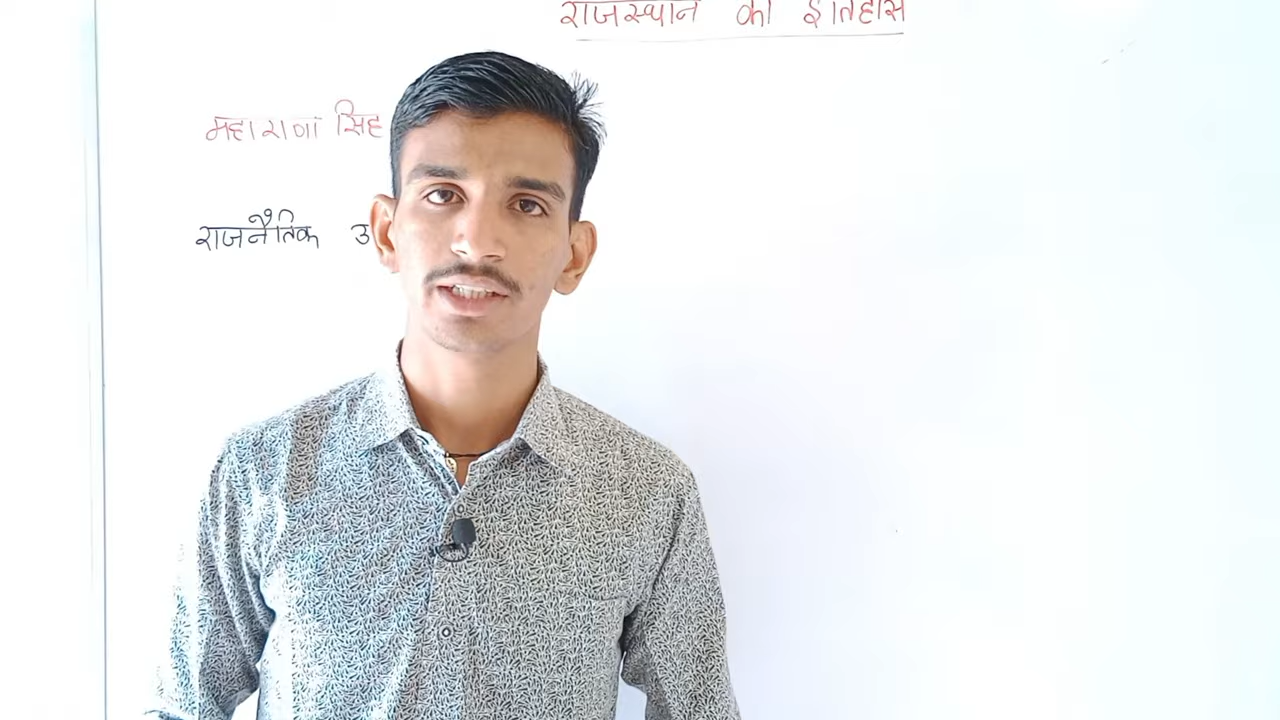 राजस्थान का इतिहास
महाराणा सिंह
राजनैतिक उ